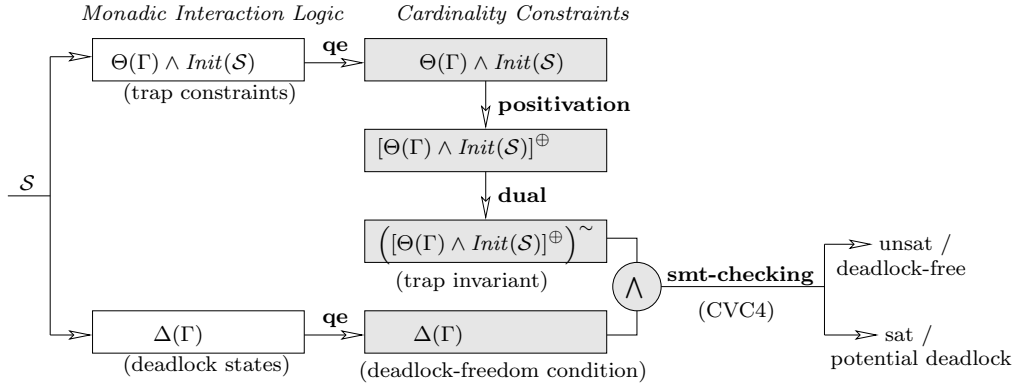 Monadic Interaction Logic
Cardinality Constraints
Θ(Γ) ∧ Init(𝒮)
qe
Θ(Γ) ∧ Init(𝒮)
(trap constraints)
positivation
[Θ(Γ) ∧ Init(𝒮)]⊕
𝒮
dual
([Θ(Γ) ∧ Init(𝒮)]⊕)∼
(trap invariant)
∧
smt-checking
(CVC4)
unsat /
deadlock-free
Δ(Γ)
qe
Δ(Γ)
(deadlock states)
(deadlock-freedom condition)
sat /
potential deadlock